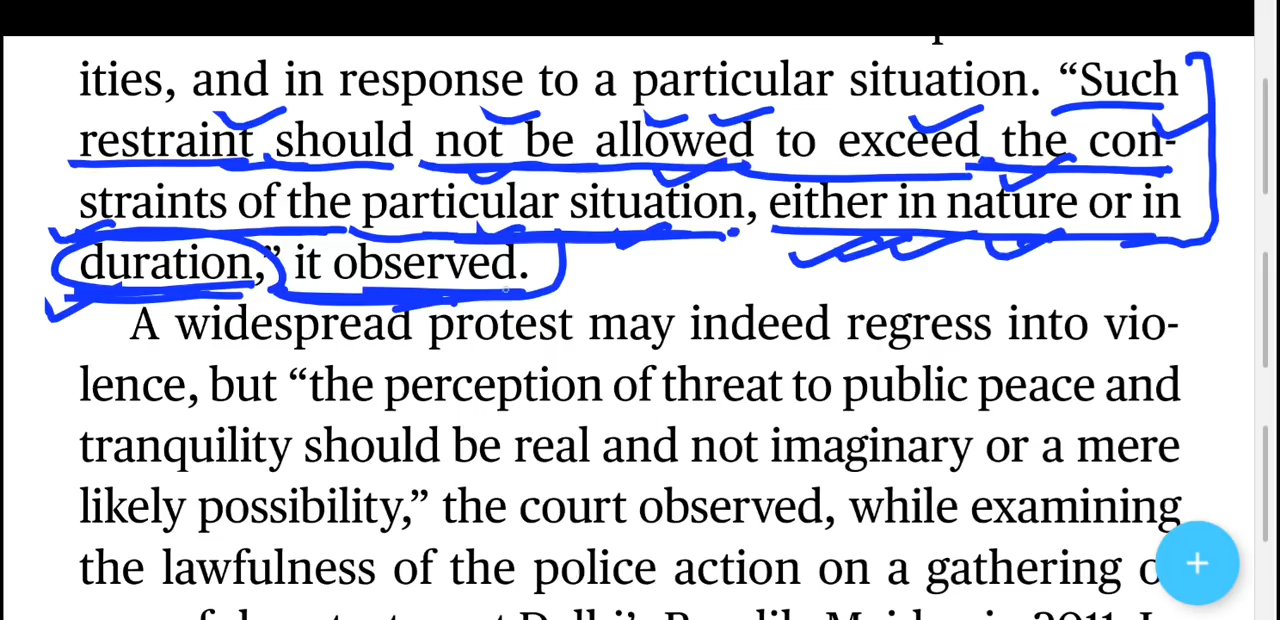 ities, and in response to a particular situation. “Such
restraint should not be allowed to exceed the con-
straints of the particular situation, either in nature or in
duration,” it observed.
A widespread protest may indeed regress into vio-
lence, but “the perception of threat to public peace and
tranquility should be real and not imaginary or a mere
likely possibility,” the court observed, while examining
the lawfulness of the police action on a gathering
Delhi’s 2011.